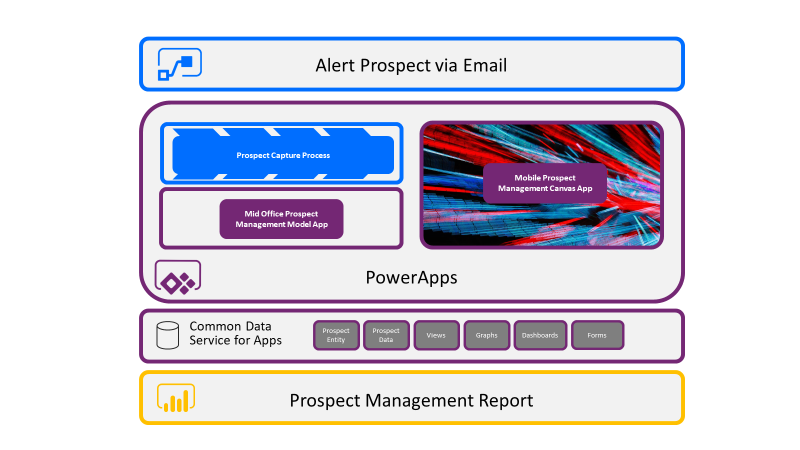 Alert Prospect via Email
Prospect Capture Process
Mobile Prospect
Management Canvas App
Mid Office Prospect
Management Model App
PowerApps
Common Data
Service for Apps
Prospect
Entity
Prospect
Data
Views
Graphs
Dashboards
Forms
Prospect Management Report